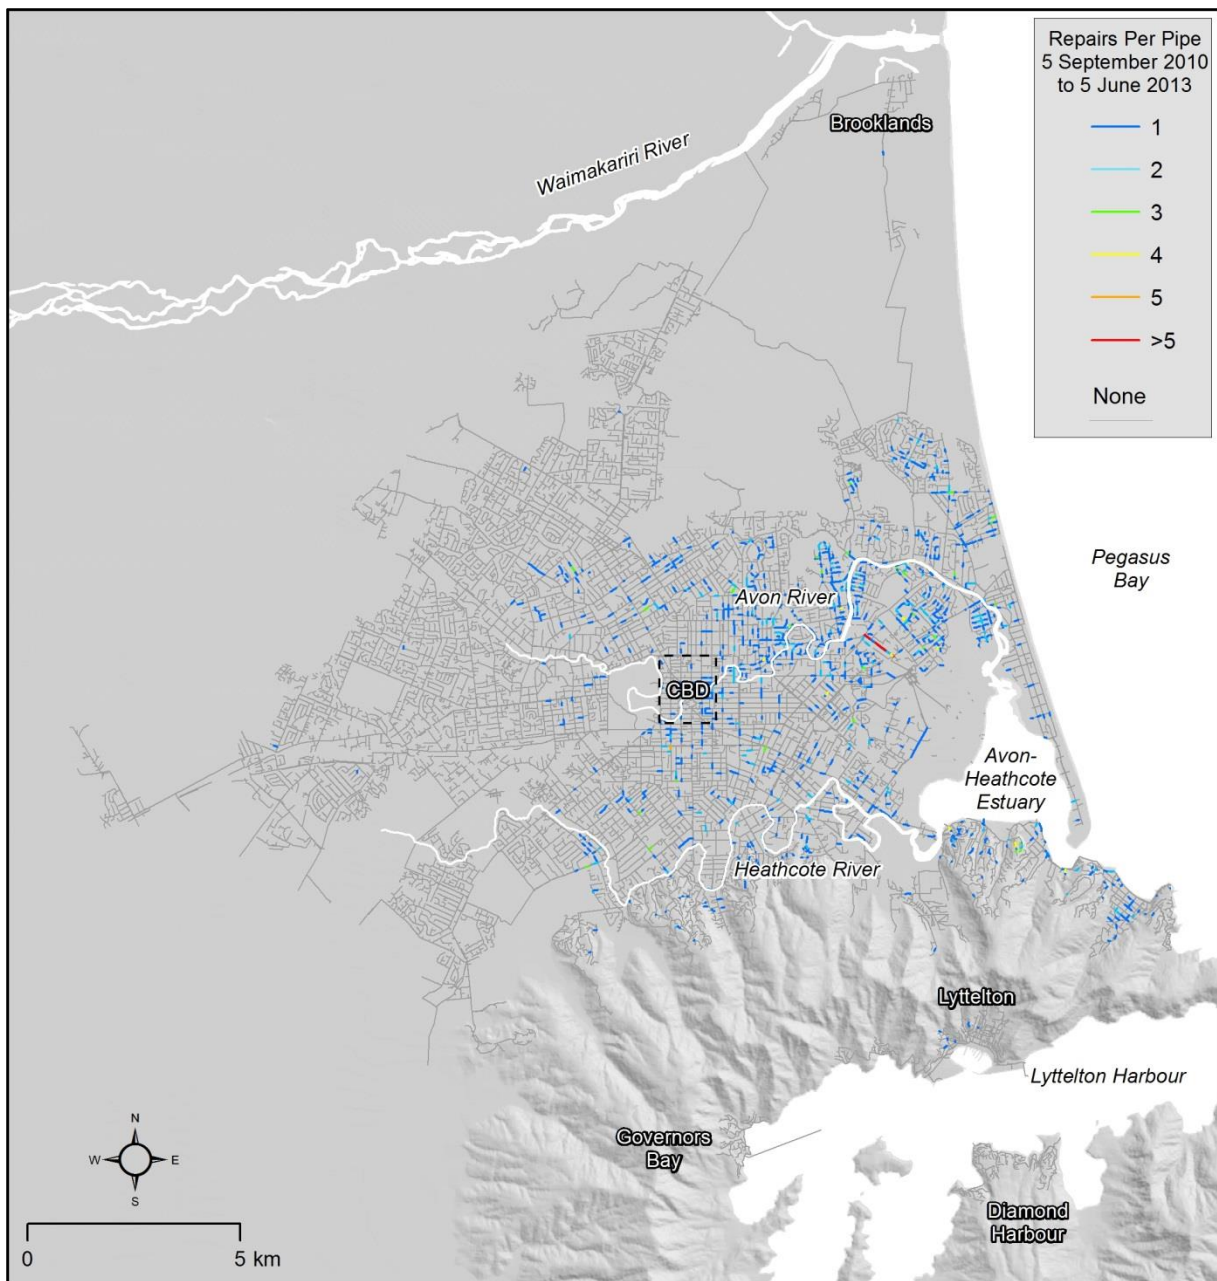 Repairs Per Pipe
5 September 2010
to 5 June 2013
1
2
3
4
5
>5
None
Brooklands
Waimakariri River
Pegasus
Bay
Avon River
CBD
Avon-
Heathcote
Estuary
Heathcote River
Lyttelton
Lyttelton Harbour
Governors
Bay
Diamond
Harbour
N
W E
S
0 5 km